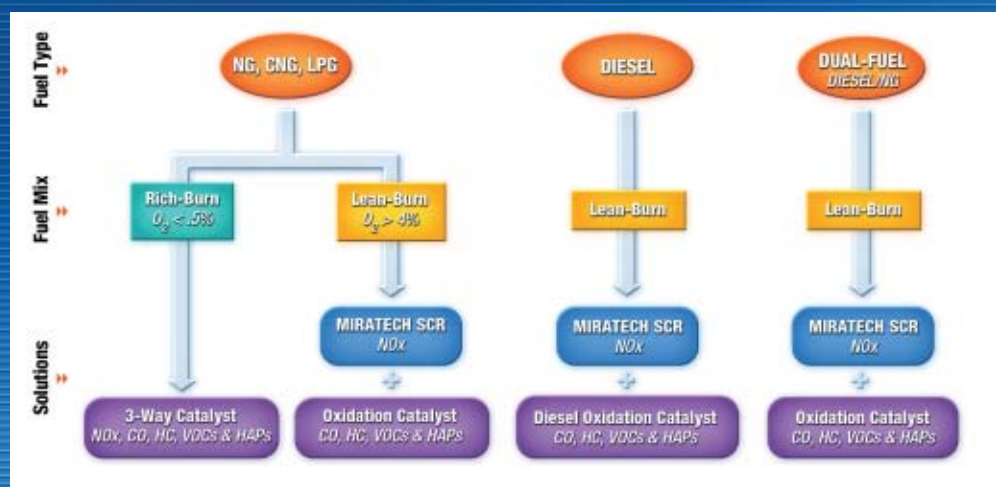 Fuel Type
NG, CNG, LPG
DIESEL
DUAL-FUEL
DIESEL/NG
Fuel Mix
Rich-Burn
O2 < .5%
Lean-Burn
O2 > 4%
Lean-Burn
Lean-Burn
Solutions
MIRATECH SCR
NOx
+
Oxidation Catalyst
CO, HC, VOCs & HAPs
3-Way Catalyst
NOx, CO, HC, VOCs & HAPs
MIRATECH SCR
NOx
+
Diesel Oxidation Catalyst
CO, HC, VOCs & HAPs
MIRATECH SCR
NOx
+
Oxidation Catalyst
CO, HC, VOCs & HAPs